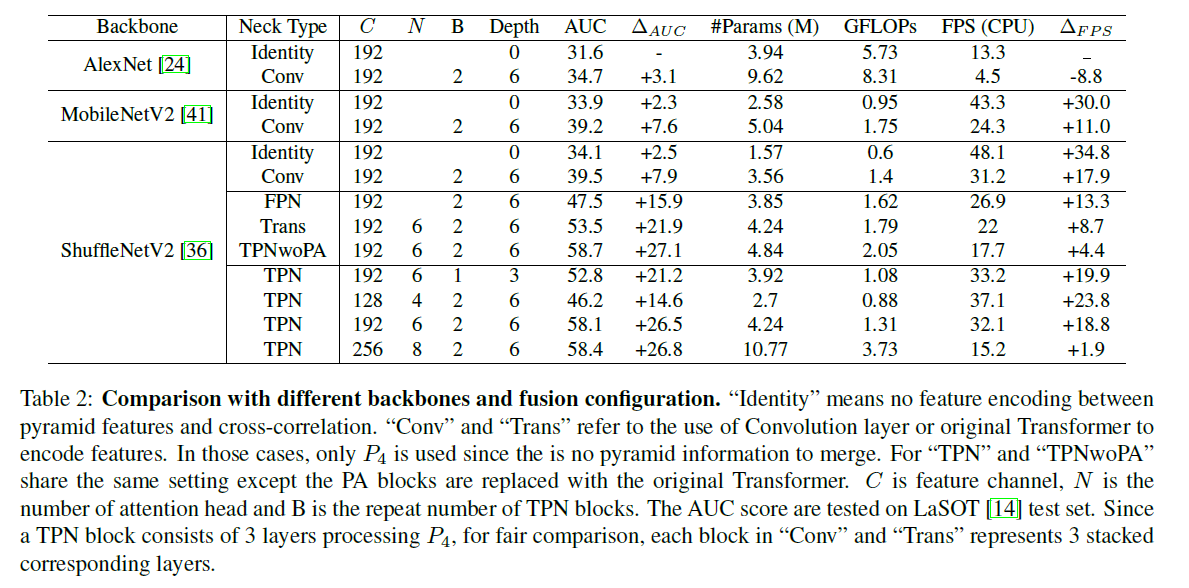 Backbone Neck Type C N B Depth AUC Δ_AUC #Params (M) GFLOPs FPS (CPU) Δ_FPS
AlexNet [24] Identity 192 0 31.6 - 3.94 5.73 13.3 –
Conv 192 2 6 34.7 +3.1 9.62 8.31 4.5 -8.8
MobileNetV2 [41] Identity 192 0 33.9 +2.3 2.58 0.95 43.3 +30.0
Conv 192 2 6 39.2 +7.6 5.04 1.75 24.3 +11.0
ShuffleNetV2 [36] Identity 192 0 34.1 +2.5 1.57 0.6 48.1 +34.8
Conv 192 2 6 39.5 +7.9 3.56 1.4 31.2 +17.9
FPN 192 2 6 47.5 +15.9 3.85 1.62 26.9 +13.3
Trans 192 6 2 6 53.5 +21.9 4.24 1.79 22 +8.7
TPNwoPA 192 6 2 6 58.7 +27.1 4.84 2.05 17.7 +4.4
TPN 192 6 1 3 52.8 +21.2 3.92 1.08 33.2 +19.9
TPN 128 4 2 6 46.2 +14.6 2.7 0.88 37.1 +23.8
TPN 192 6 2 6 58.1 +26.5 4.24 1.31 32.1 +18.8
TPN 256 8 2 6 58.4 +26.8 10.77 3.73 15.2 +1.9
Table 2: Comparison with different backbones and fusion configuration. “Identity” means no feature encoding between
pyramid features and cross-correlation. “Conv” and “Trans” refer to the use of Convolution layer or original Transformer to
encode features. In those cases, only P4 is used since the is no pyramid information to merge. For “TPN” and “TPNwoPA”
share the same setting except the PA blocks are replaced with the original Transformer. C is feature channel, N is the
number of attention head and B is the repeat number of TPN blocks. The AUC score are tested on LaSOT [14] test set. Since
a TPN block consists of 3 layers processing P4, for fair comparison, each block in “Conv” and “Trans” represents 3 stacked
corresponding layers.